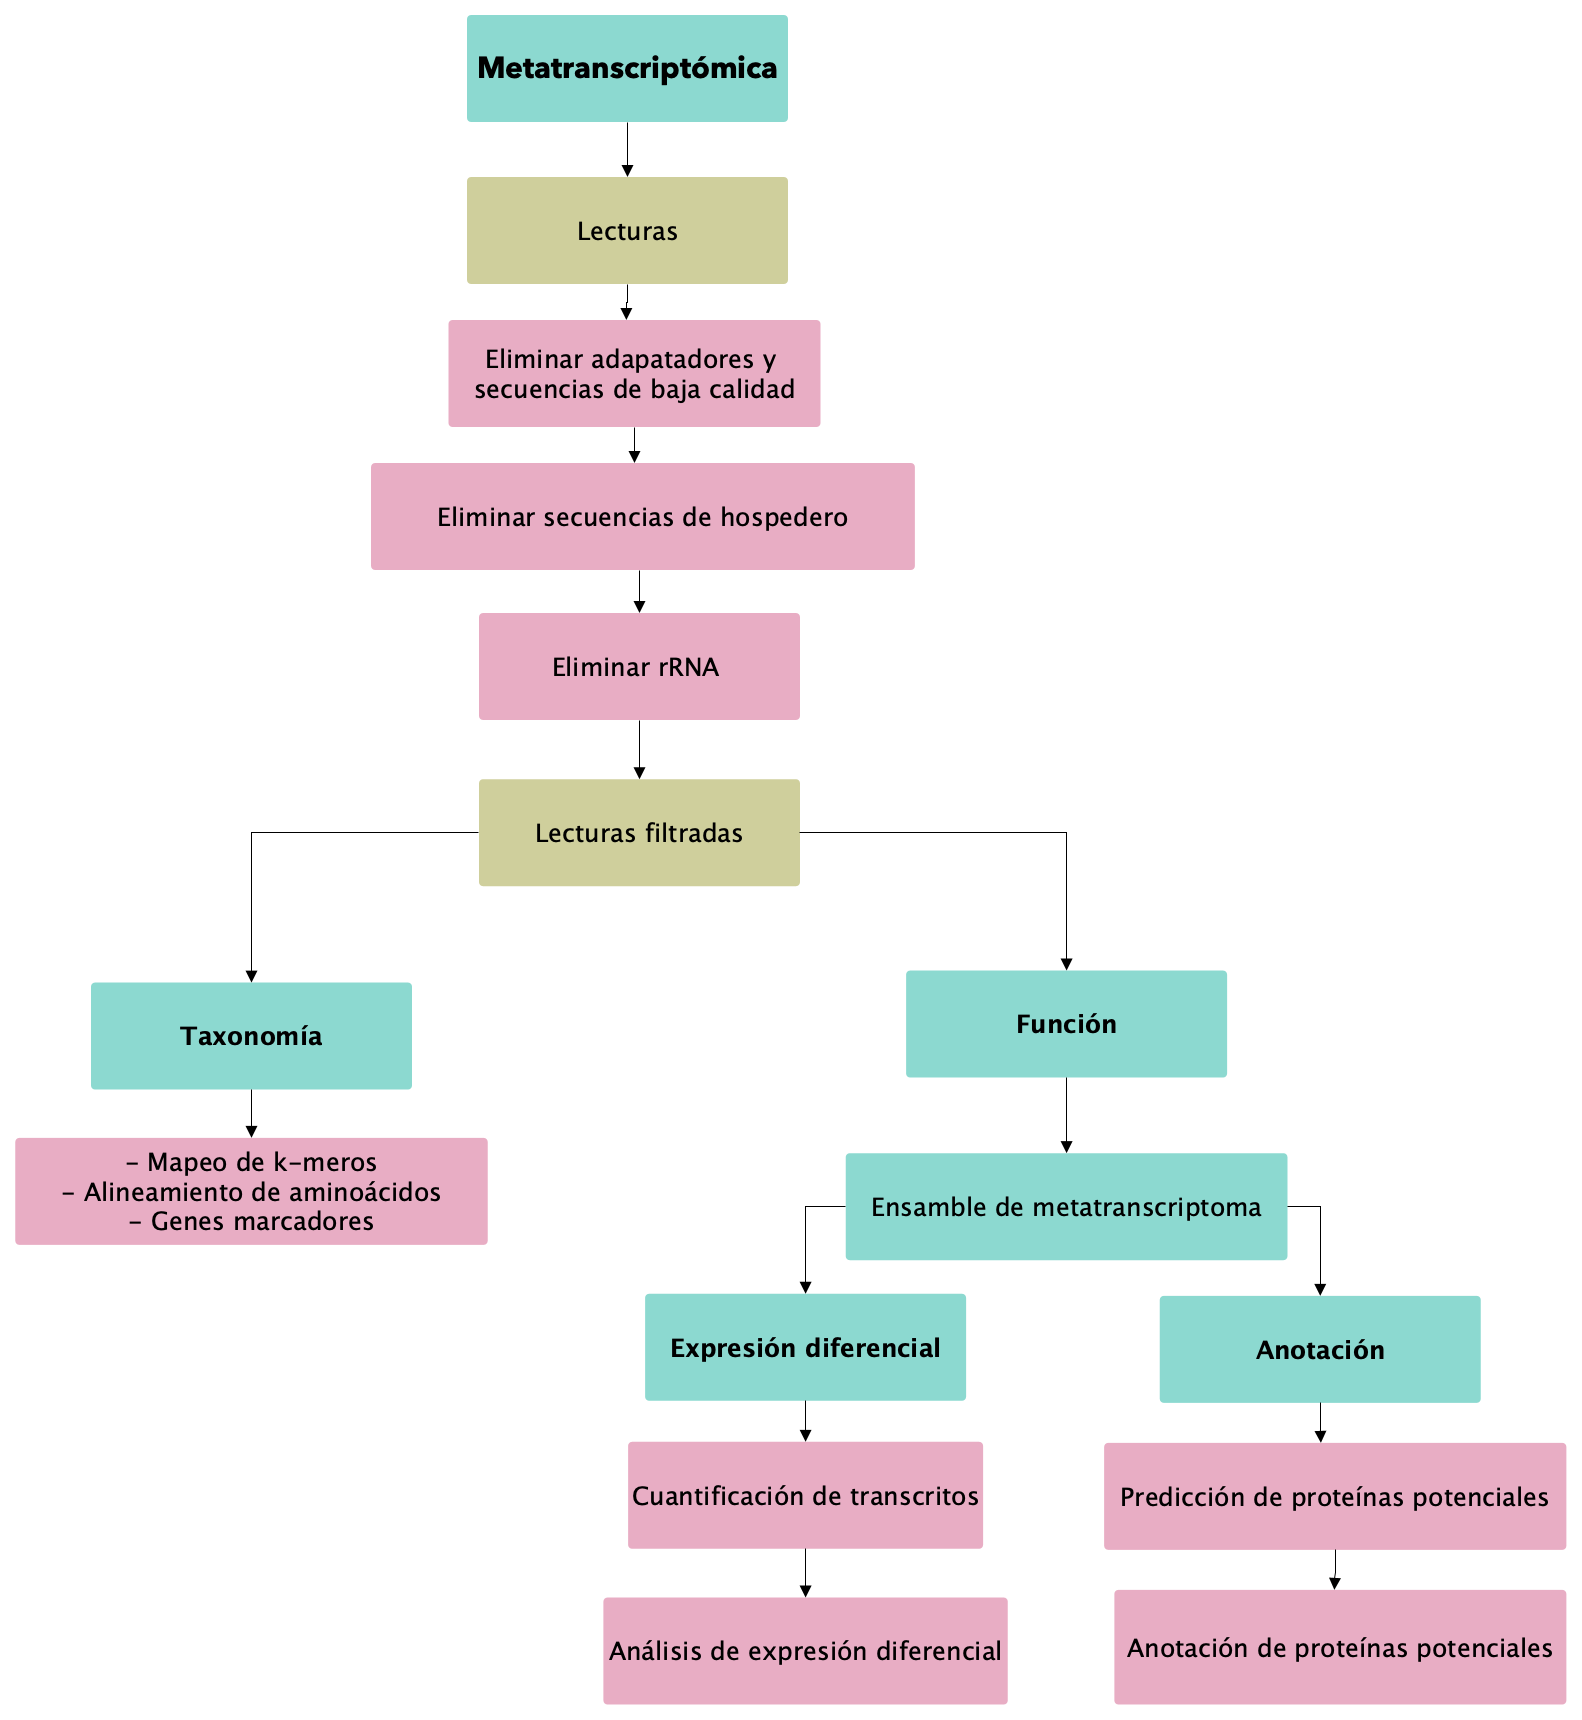 Metatranscriptómica
Lecturas
Eliminar adapatadores y
secuencias de baja calidad
Eliminar secuencias de hospedero
Eliminar rRNA
Lecturas filtradas
Taxonomía
- Mapeo de k-meros
- Alineamiento de aminoácidos
- Genes marcadores
Función
Ensamble de metatranscriptoma
Expresión diferencial
Cuantificación de transcritos
Análisis de expresión diferencial
Anotación
Predicción de proteínas potenciales
Anotación de proteínas potenciales